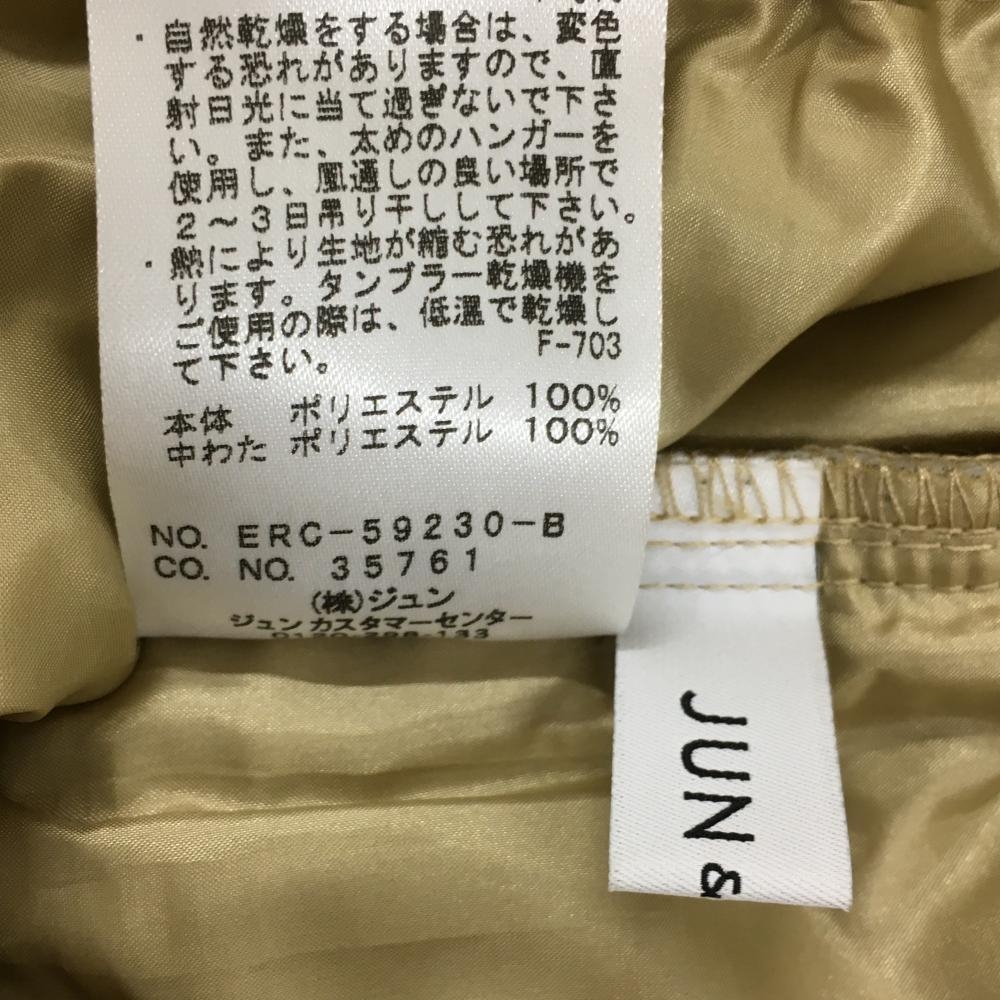 ・自然乾燥をする場合は、変色
する恐れがありますので、直
射日光に当て過ぎないで下さ
い。また、太めのハンガーを
使用し、風通しの良い場所で
2〜3日吊り干しして下さい。
・熱により生地が縮む恐れがあ
ります。タンブラー乾燥機を
ご使用の際は、低温で乾燥し
て下さい。
F-703
本体 ポリエステル 100%
中わた ポリエステル 100%
NO. ERC-59230-B
CO. NO. 35761
(株)ジュン
ジュンカスタマーセンター
JUN &